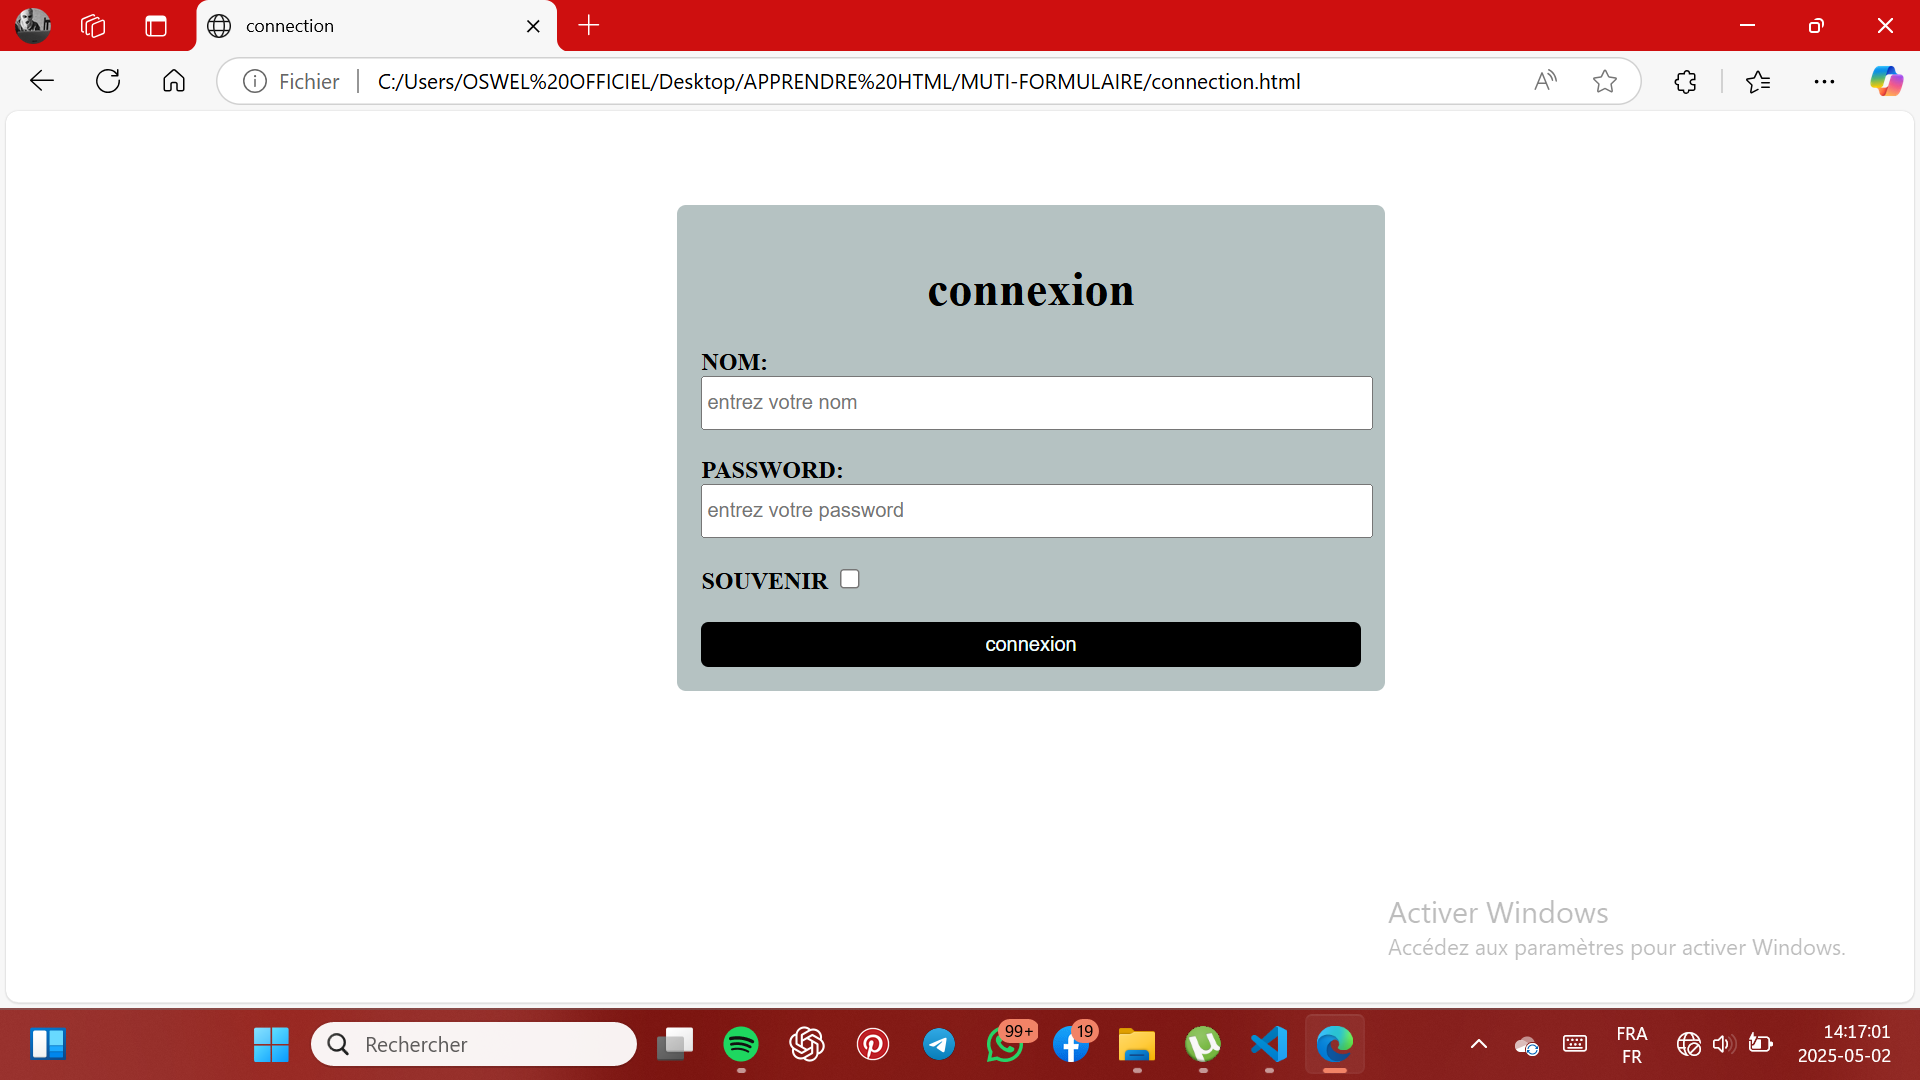 connection
Fichier C:/Users/OSWEL%20OFFICIEL/Desktop/APPRENDRE%20HTML/MUTI-FORMULAIRE/connection.html
connexion
NOM:
entrez votre nom
PASSWORD:
entrez votre password
SOUVENIR
connexion
Activer Windows
Accédez aux paramètres pour activer Windows.
Rechercher
99+
19
FRA
FR
14:17:01
2025-05-02